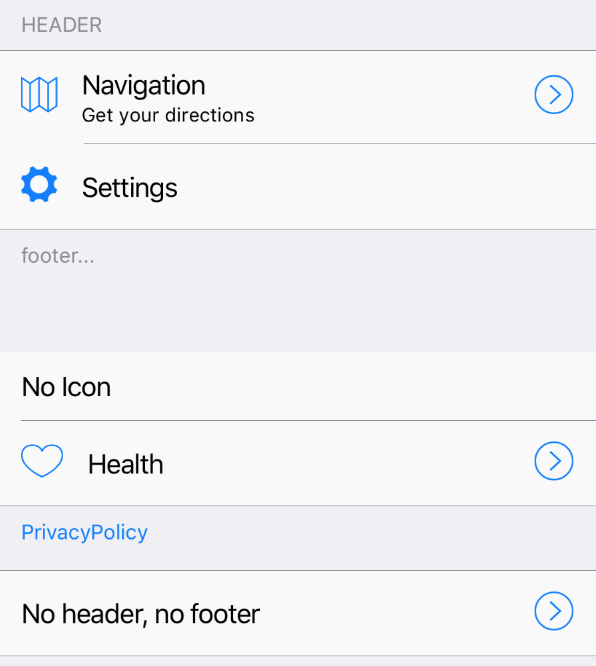 HEADER
Navigation
Get your directions
Settings
footer...
No Icon
Health
PrivacyPolicy
No header, no footer